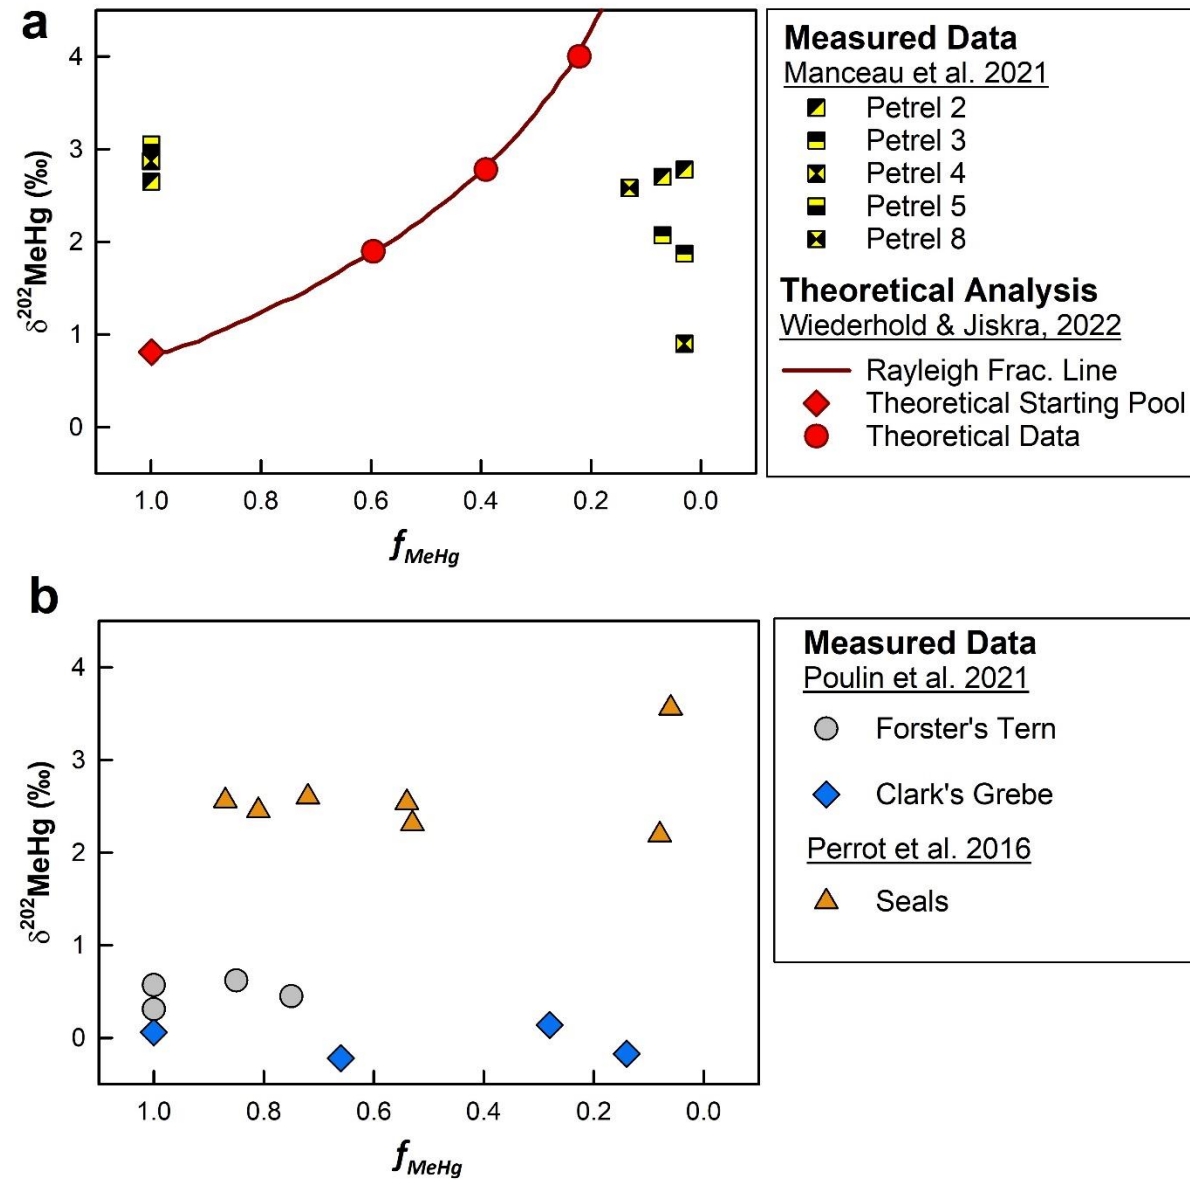 a
4
3
2
1
0
δ²⁰²MeHg (‰)
1.0 0.8 0.6 0.4 0.2 0.0
fMeHg
Measured Data
Manceau et al. 2021
Petrel 2
Petrel 3
Petrel 4
Petrel 5
Petrel 8
Theoretical Analysis
Wiederhold & Jiskra, 2022
Rayleigh Frac. Line
Theoretical Starting Pool
Theoretical Data
b
4
3
2
1
0
δ²⁰²MeHg (‰)
1.0 0.8 0.6 0.4 0.2 0.0
fMeHg
Measured Data
Poulin et al. 2021
Forster's Tern
Clark's Grebe
Perrot et al. 2016
Seals